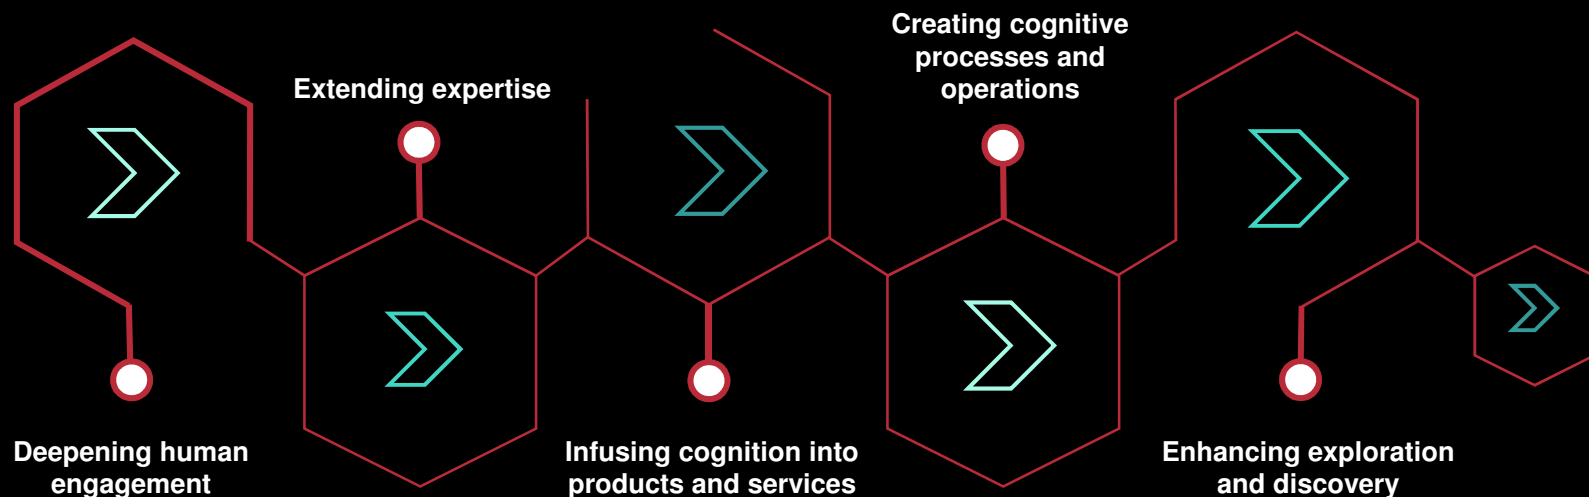 Deepening human
engagement
Extending expertise
Infusing cognition into
products and services
Creating cognitive
processes and
operations
Enhancing exploration
and discovery